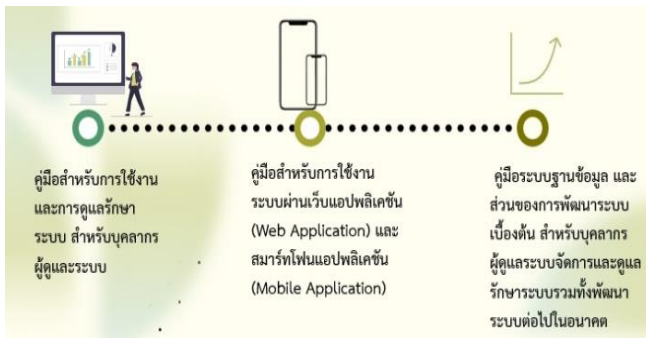 คู่มือสำหรับการใช้งาน
และการดูแลรักษา
ระบบ สำหรับบุคลากร
ผู้ดูและระบบ
คู่มือสำหรับการใช้งาน
ระบบผ่านเว็บแอปพลิเคชัน
(Web Application) และ
สมาร์ทโฟนแอปพลิเคชัน
(Mobile Application)
คู่มือระบบฐานข้อมูล และ
ส่วนของการพัฒนาระบบ
เบื้องต้น สำหรับบุคลากร
ผู้ดูแลระบบจัดการและดูแล
รักษาระบบรวมทั้งพัฒนา
ระบบต่อไปในอนาคต